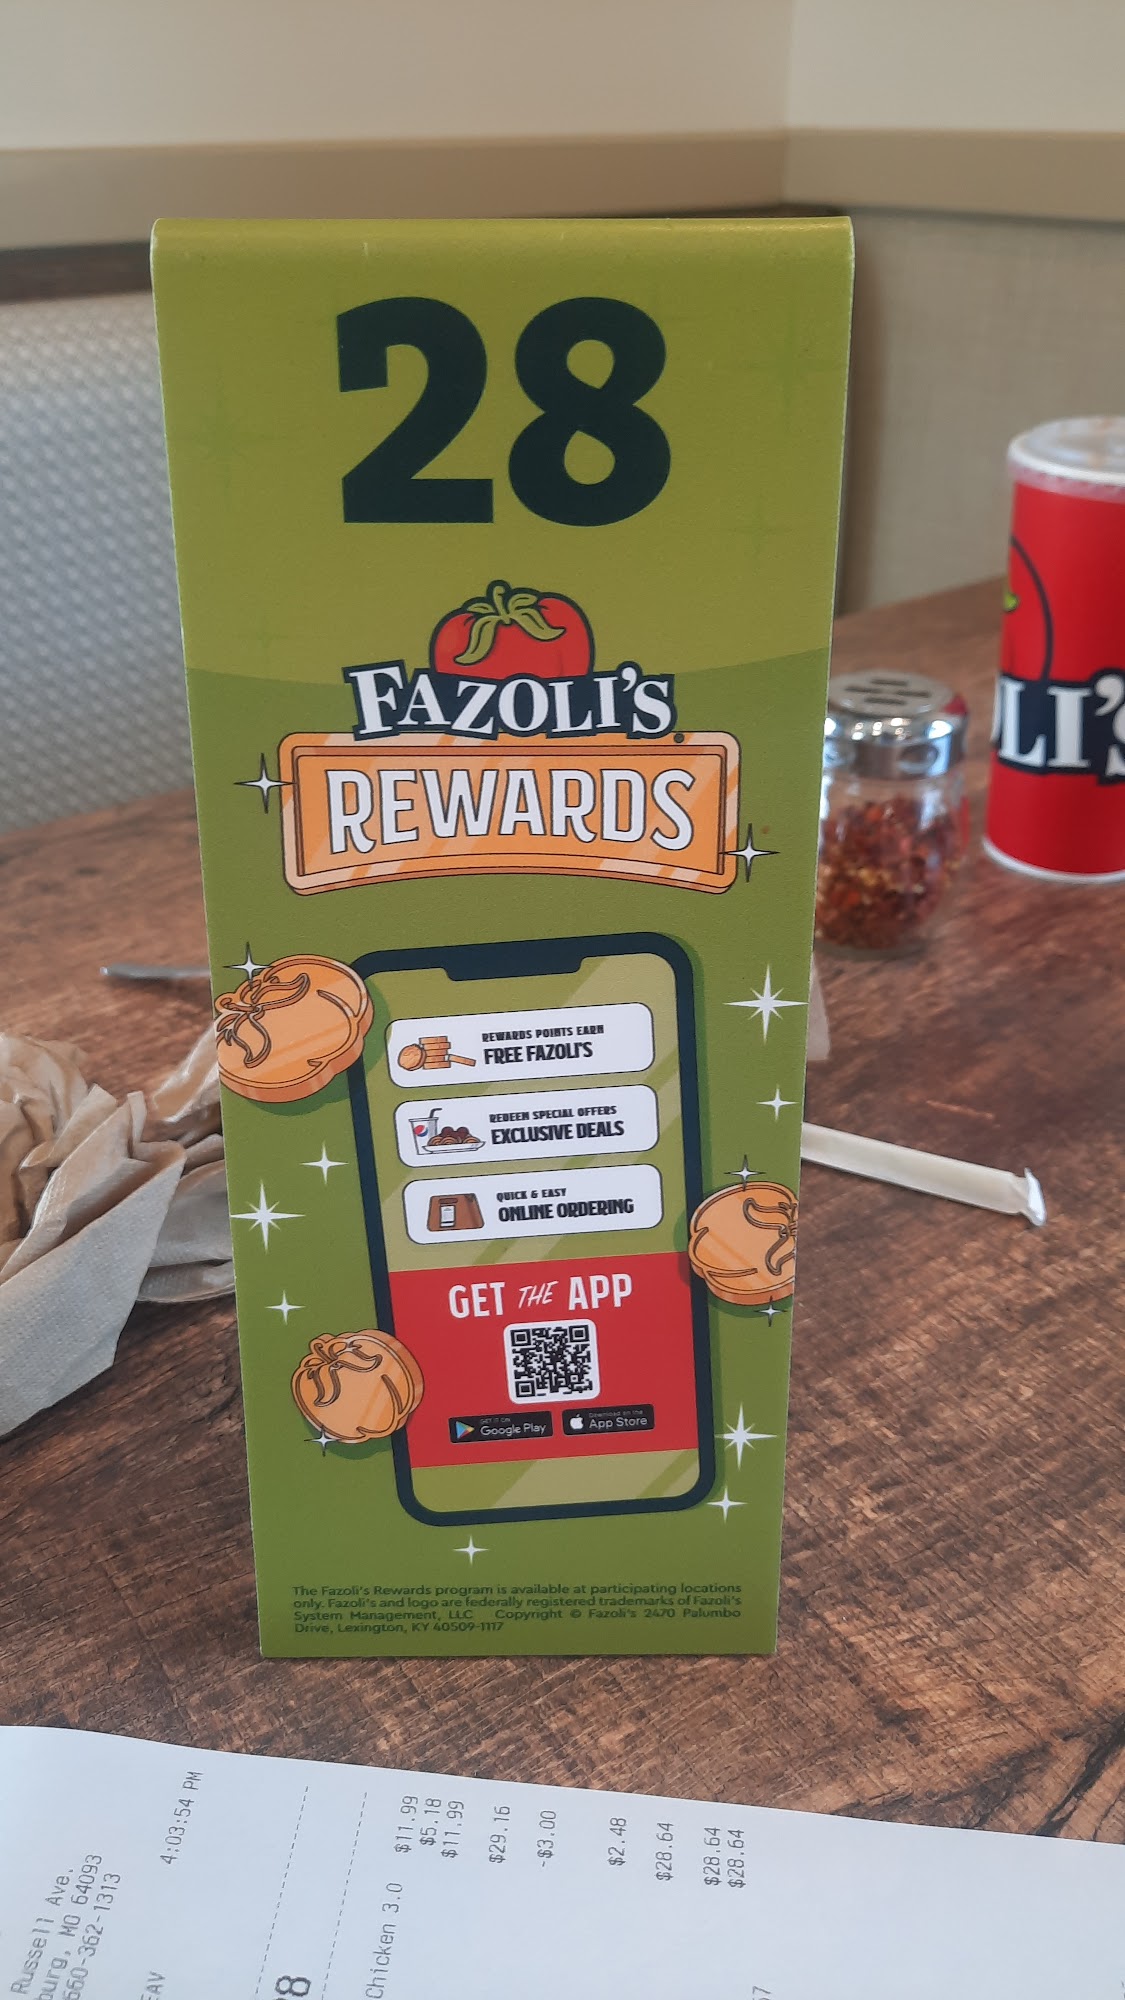 28
FAZOLI'S
REWARDS
REWARDS POINTS EARN
FREE FAZOLI'S
REDEEM SPECIAL OFFERS
EXCLUSIVE DEALS
QUICK & EASY
ONLINE ORDERING
GET THE APP
GET IT ON
Google Play
Download on the
App Store
The Fazoli's Rewards program is available at participating locations
only. Fazoli's and logo are federally registered trademarks of Fazoli's
System Management, LLC Copyright © Fazoli's 2470 Palumbo
Drive, Lexington, KY 40509-1117
LI'S
Russell Ave.
burg, MO 64093
660-362-1313
4:03:54 PM
EAV
8
Chicken 3.0 $11.99
$5.18
$11.99
$29.16
-$3.00
$2.48
$28.64
$28.64
$28.64